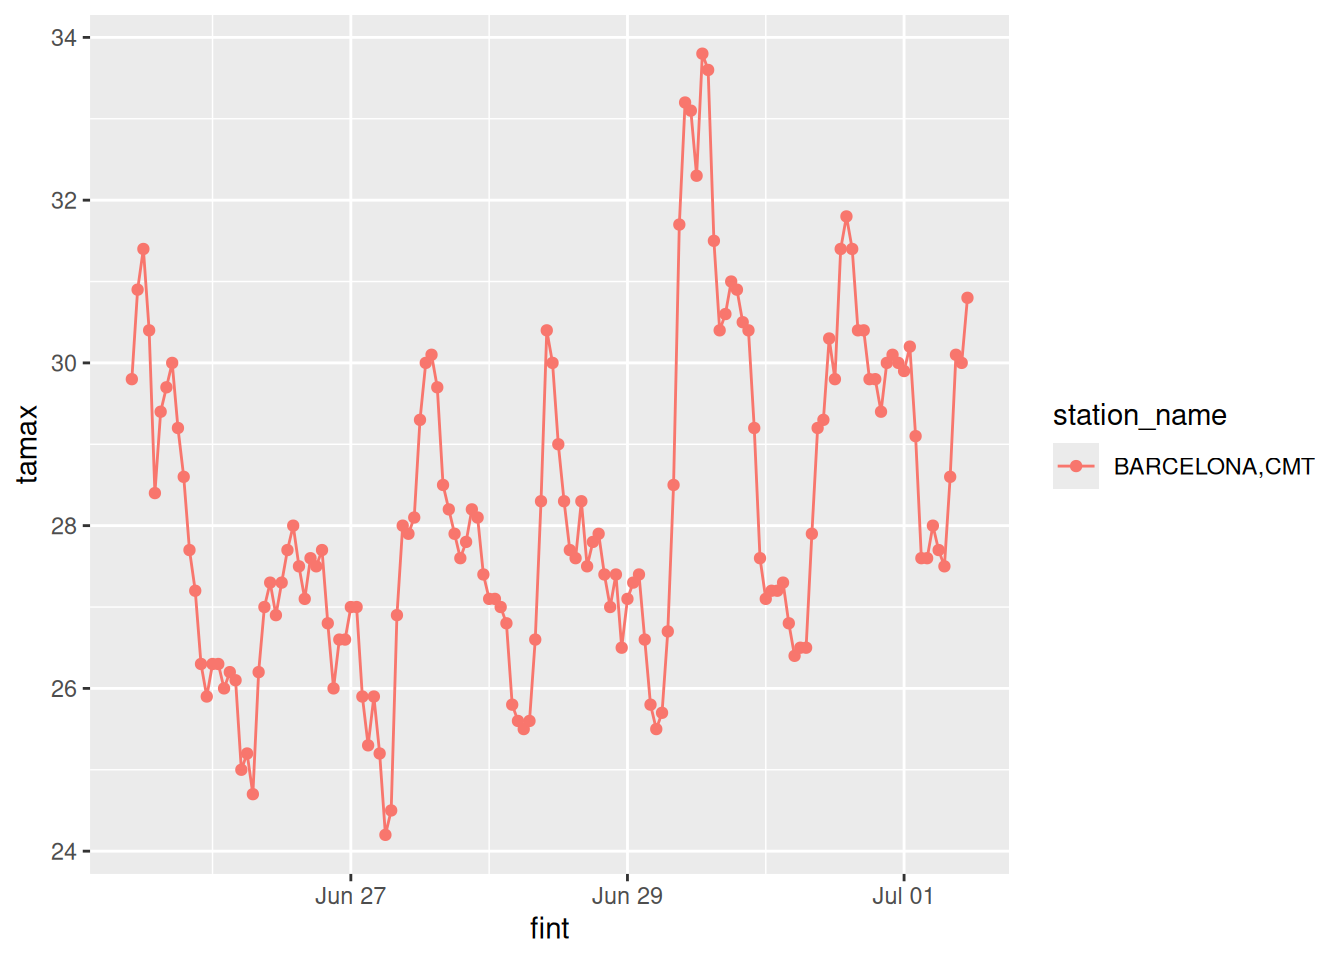 34
32
30
28
26
24
tamax
Jun 27
Jun 29
Jul 01
fint
station_name
BARCELONA,CMT